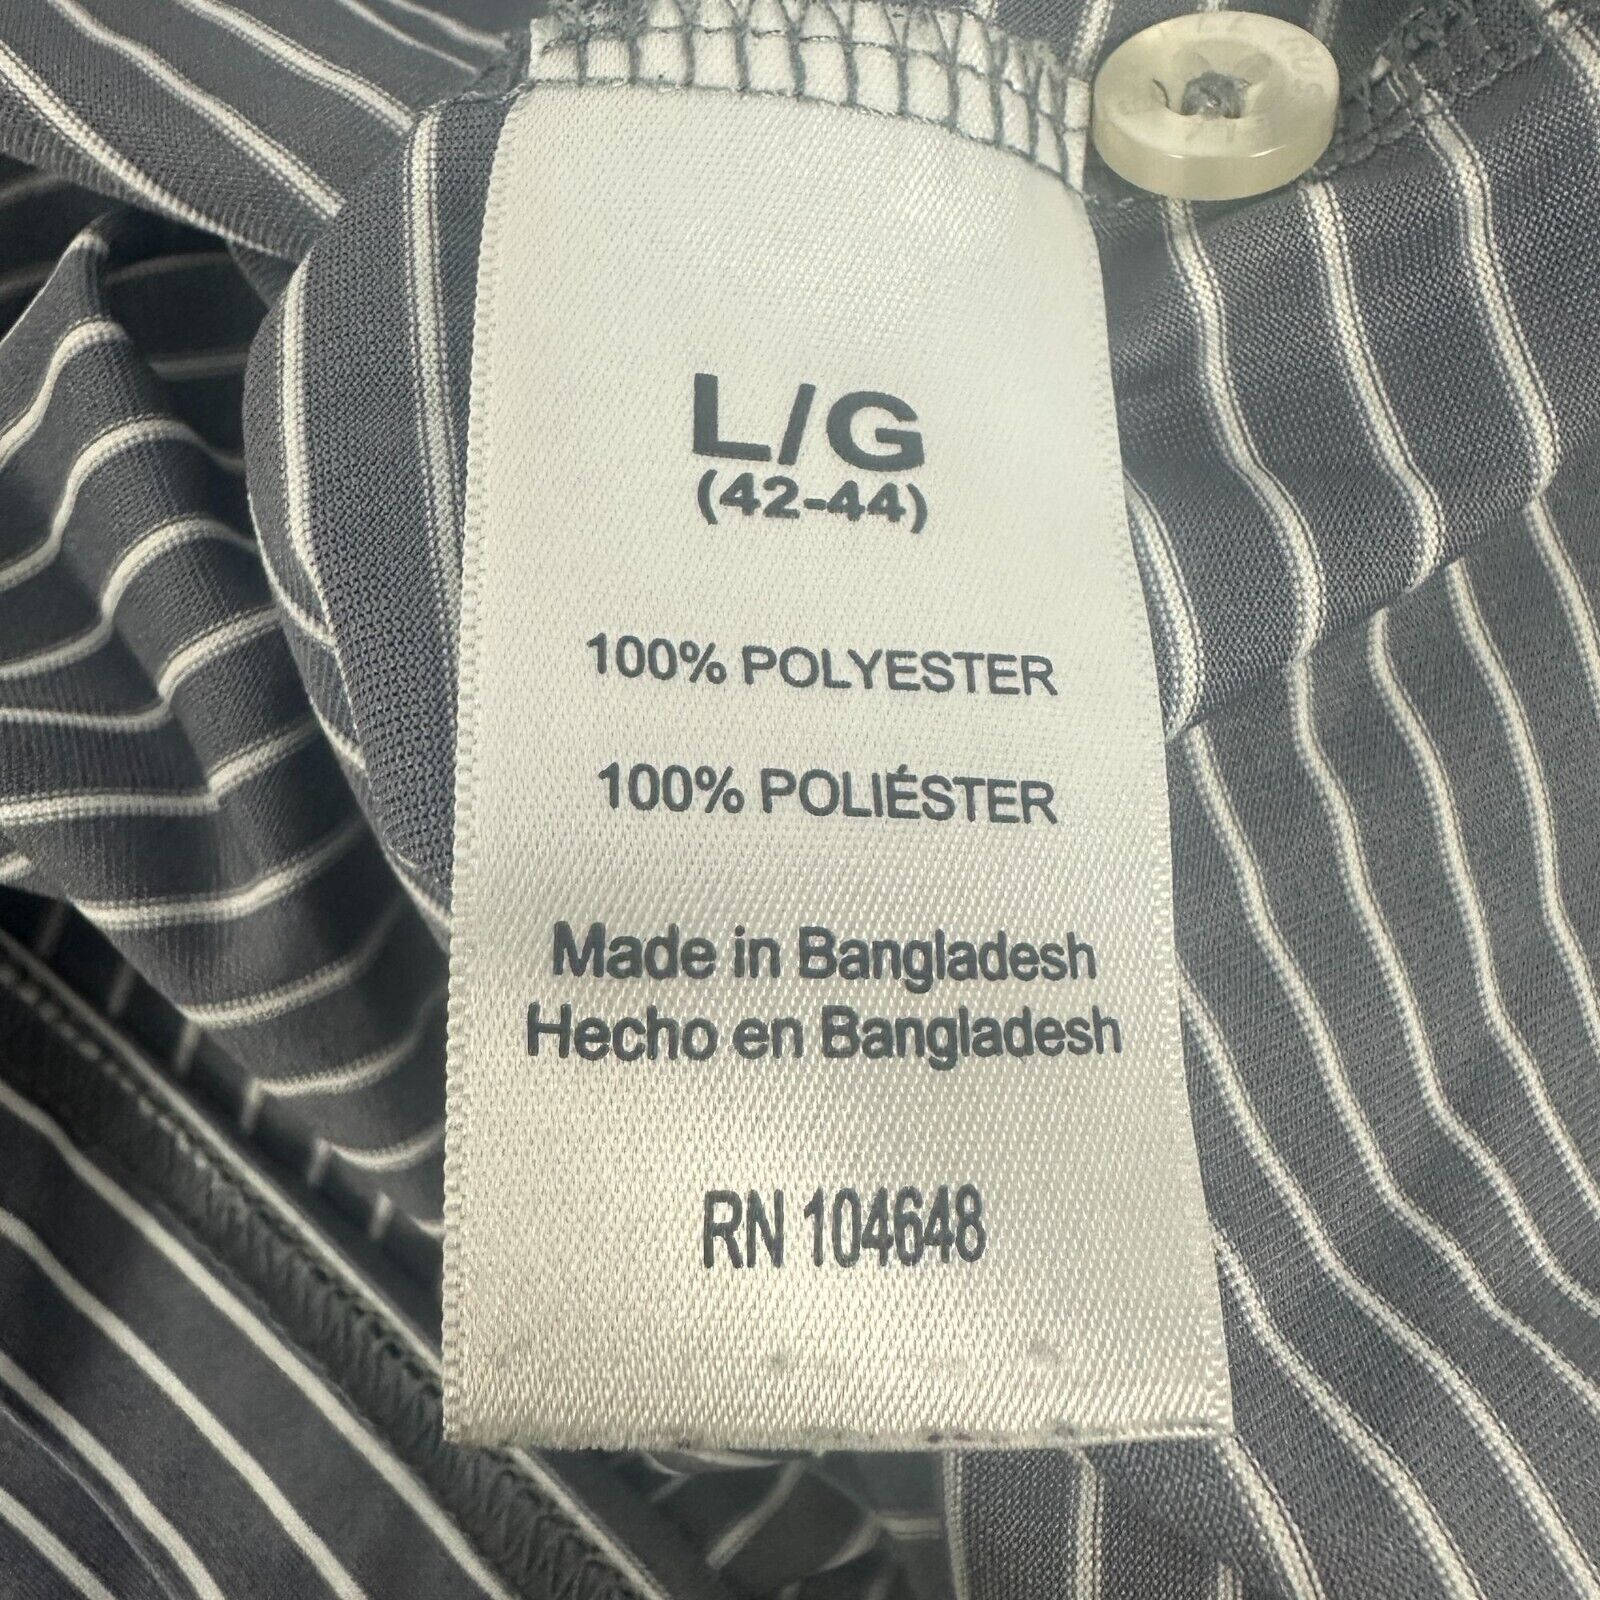 L/G
(42-44)
100% POLYESTER
100% POLIÉSTER
Made in Bangladesh
Hecho en Bangladesh
RN 104648